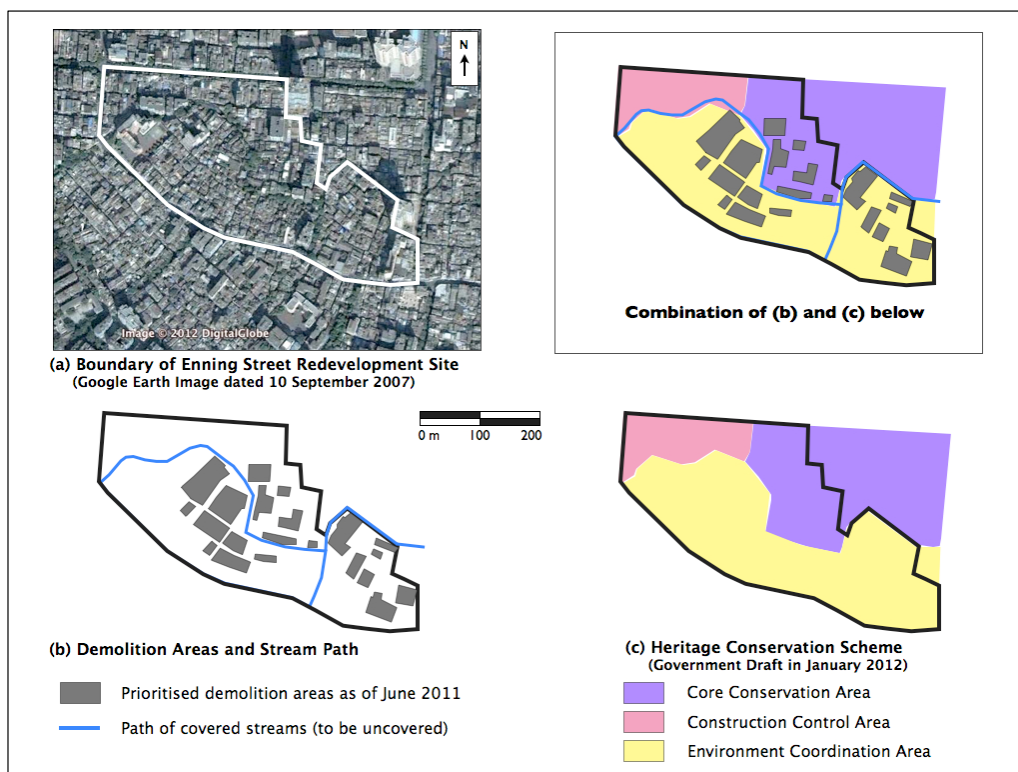 N
Image © 2012 DigitalGlobe
(a) Boundary of Enning Street Redevelopment Site
(Google Earth Image dated 10 September 2007)
Combination of (b) and (c) below
0 m 100 200
(b) Demolition Areas and Stream Path
Prioritised demolition areas as of June 2011
Path of covered streams (to be uncovered)
(c) Heritage Conservation Scheme
(Government Draft in January 2012)
Core Conservation Area
Construction Control Area
Environment Coordination Area